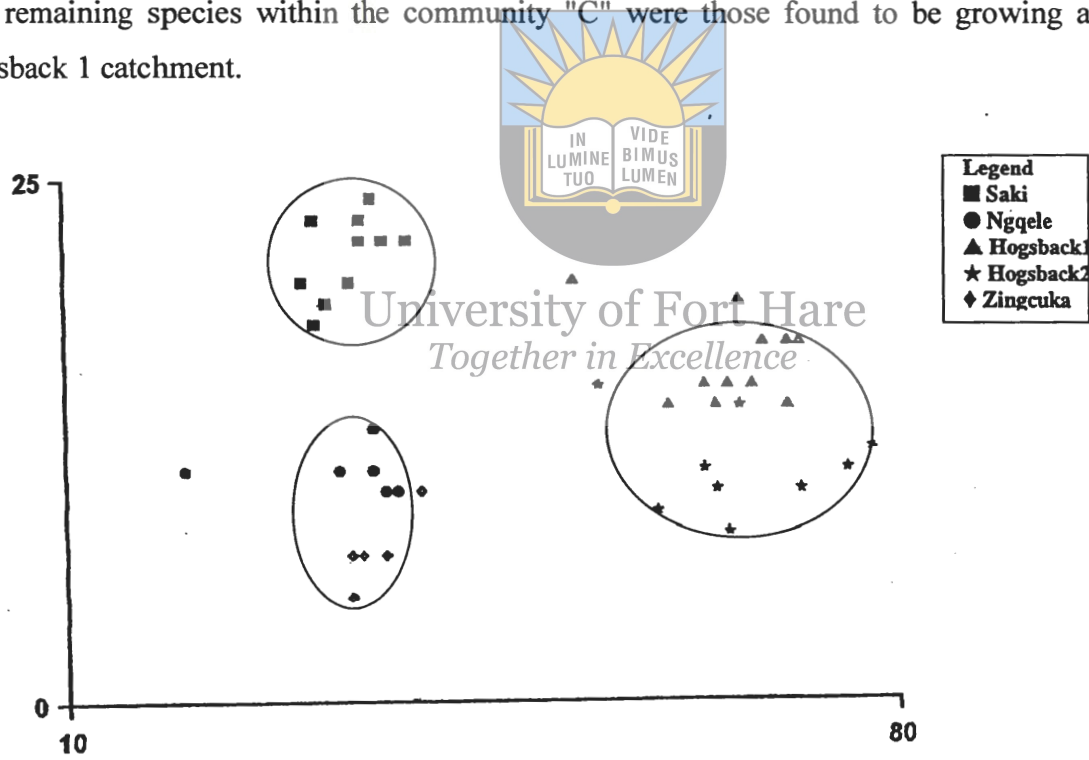 remaining species within the community "C" were those found to be growing a
sback 1 catchment.
IN
LUMINE
TUO
VIDE
BIMUS
LUMEN
University of Fort Hare
Together in Excellence
25
0
10
80
Legend
Saki
Ngqele
Hogsback1
Hogsback2
Zingcuka